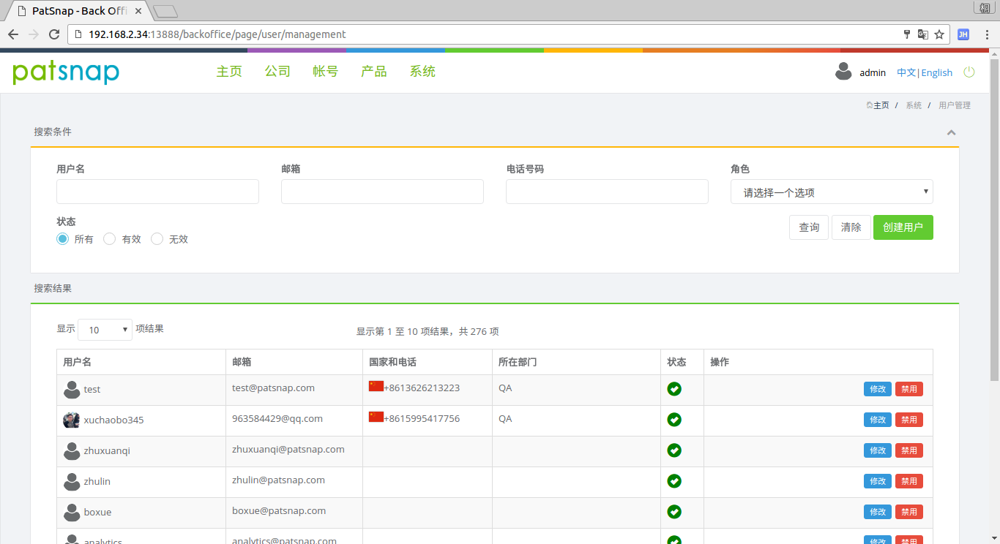 PatSnap - Back Offi
192.168.2.34:13888/backoffice/page/user/management
JH
patsnap 主页 公司 帐号 产品 系统 admin 中文|English
主页 / 系统 / 用户管理
搜索条件
用户名 邮箱 电话号码 角色
请选择一个选项
状态
所有 有效 无效 查询 清除 创建用户
搜索结果
显示 10 项结果 显示第 1 至 10 项结果，共 276 项
用户名 邮箱 国家和电话 所在部门 状态 操作
test test@patsnap.com +8613626213223 QA 修改 禁用
xuchaobo345 963584429@qq.com +8615995417756 QA 修改 禁用
zhuxuanqi zhuxuanqi@patsnap.com 修改 禁用
zhulin zhulin@patsnap.com 修改 禁用
boxue boxue@patsnap.com 修改 禁用
analytics analytics@patsnap.com 修改 禁用